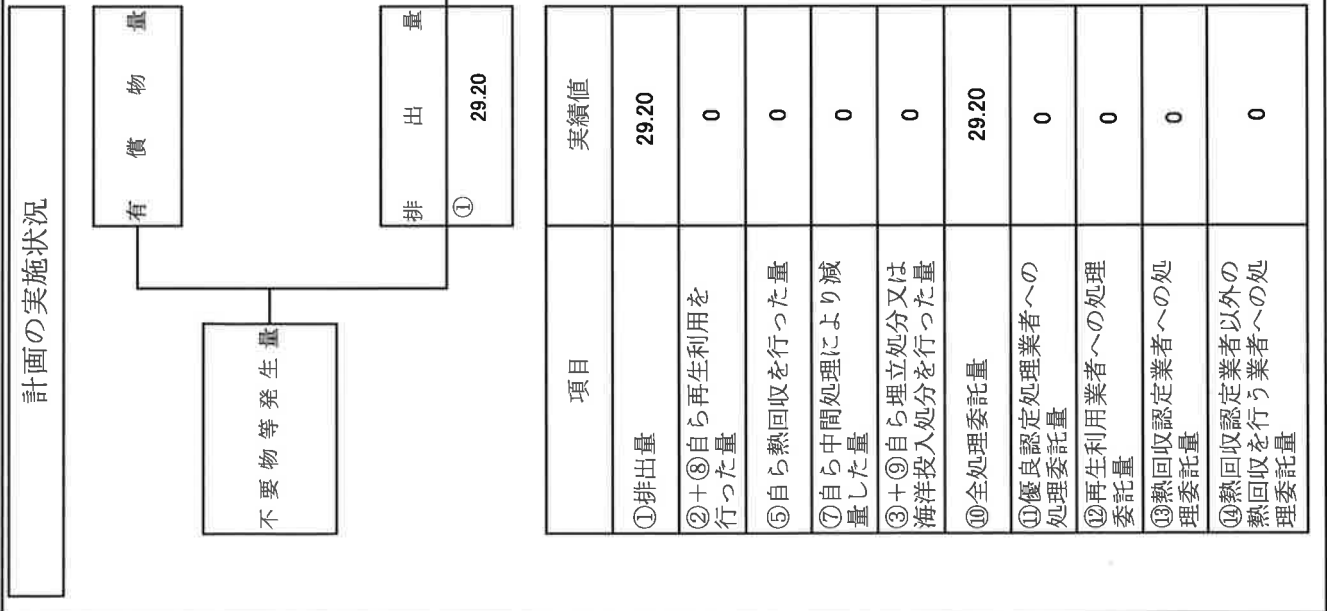 計画の実施状況
有償物量
不要物等発生量
排出量
①
29.20
項目
実績値
①排出量
29.20
②+⑧自ら再生利用を
行った量
0
⑤自ら熱回収を行った量
0
⑦自ら中間処理により減
量した量
0
③+⑨自ら埋立処分又は
海洋投入処分を行った量
0
⑩全処理委託量
29.20
⑪優良認定処理業者への
処理委託量
0
⑫再生利用業者への処理
委託量
0
⑬熱回収認定業者への処
理委託量
0
⑭熱回収認定業者以外の
熱回収を行う業者への処
理委託量
0